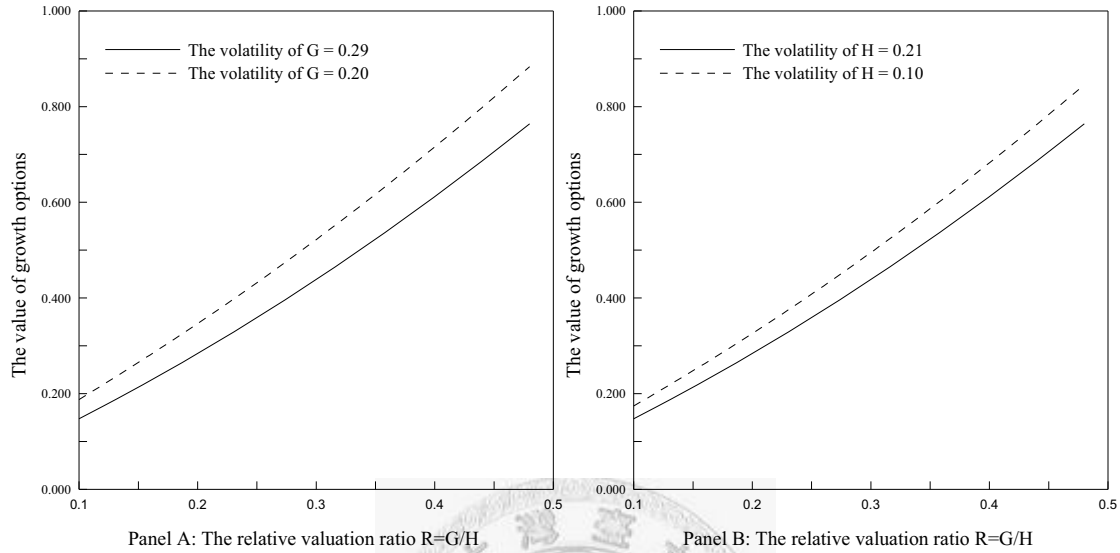 1.000
0.800
0.600
0.400
0.200
0.000
The value of growth options
The volatility of G = 0.29
The volatility of G = 0.20
0.1
0.2
0.3
0.4
0.5
Panel A: The relative valuation ratio R=G/H
1.000
0.800
0.600
0.400
0.200
0.000
The value of growth options
The volatility of H = 0.21
The volatility of H = 0.10
0.1
0.2
0.3
0.4
0.5
Panel B: The relative valuation ratio R=G/H